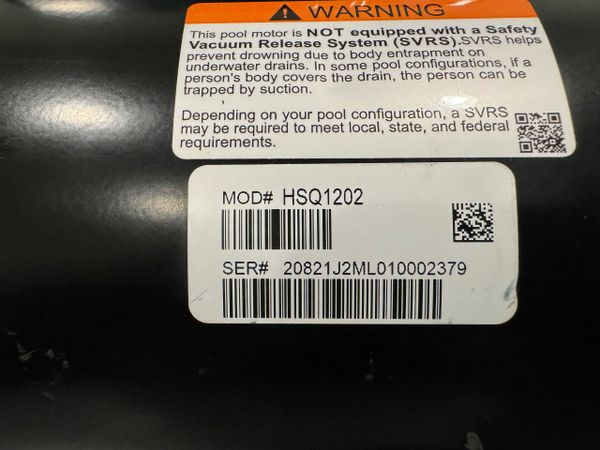 WARNING
This pool motor is NOT equipped with a Safety
Vacuum Release System (SVRS).SVRS helps
prevent drowning due to body entrapment on
underwater drains. In some pool configurations, if a
person's body covers the drain, the person can be
trapped by suction.
Depending on your pool configuration, a SVRS
may be required to meet local, state, and federal
requirements.
MOD# HSQ1202
SER# 20821J2ML010002379